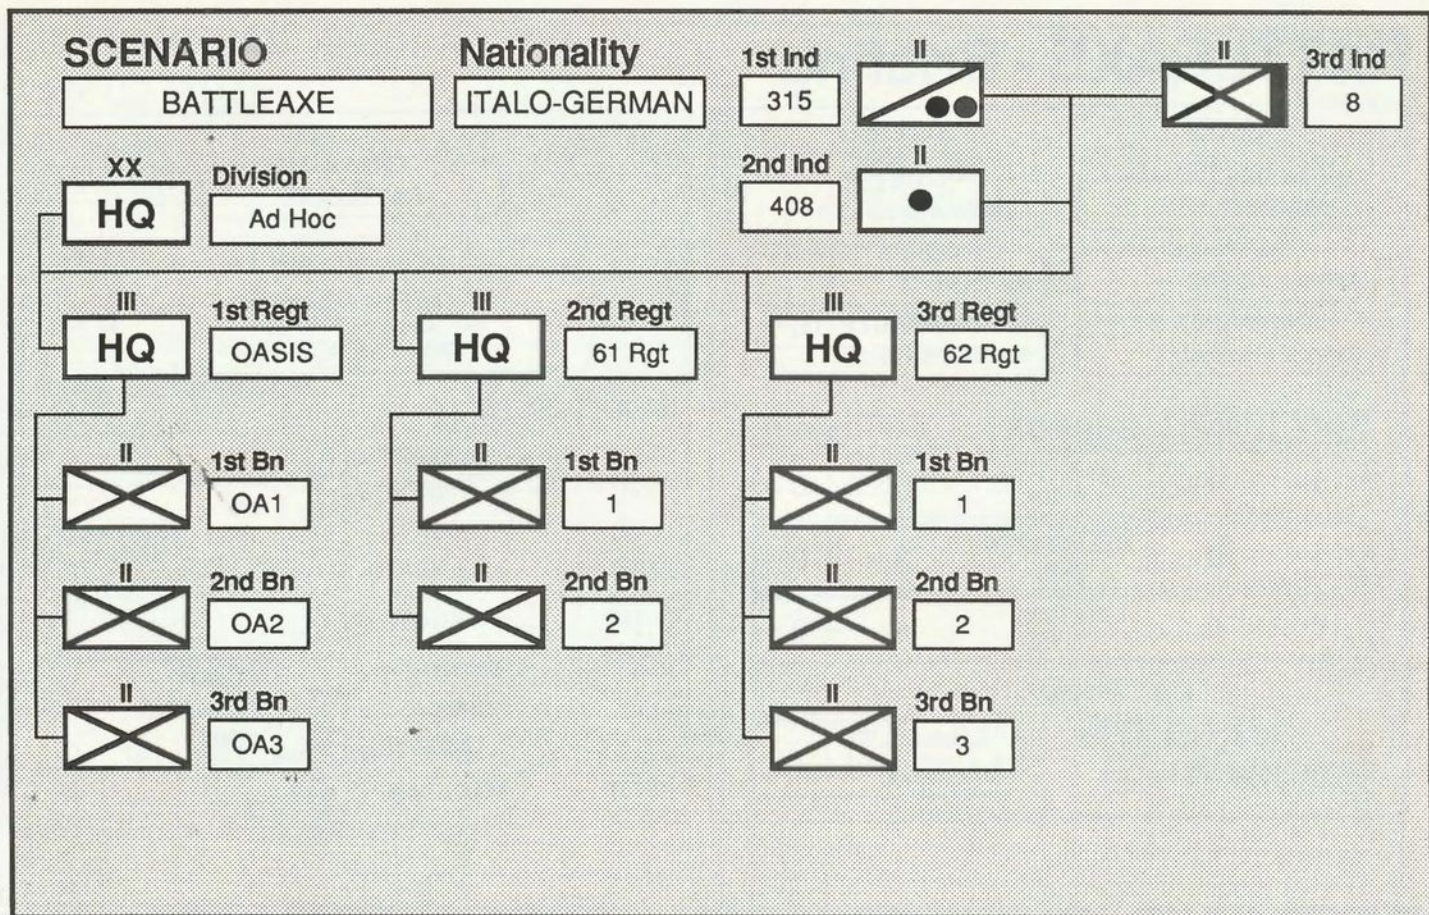 SCENARIO
BATTLEAXE
Nationality
ITALO-GERMAN
1st Ind
315
II
II
3rd Ind
8
2nd Ind
408
II
XX
HQ
Division
Ad Hoc
III
HQ
1st Regt
OASIS
III
HQ
2nd Regt
61 Rgt
III
HQ
3rd Regt
62 Rgt
II
1st Bn
OA1
II
1st Bn
1
II
1st Bn
1
II
2nd Bn
OA2
II
2nd Bn
2
II
2nd Bn
2
II
3rd Bn
OA3
II
3rd Bn
3